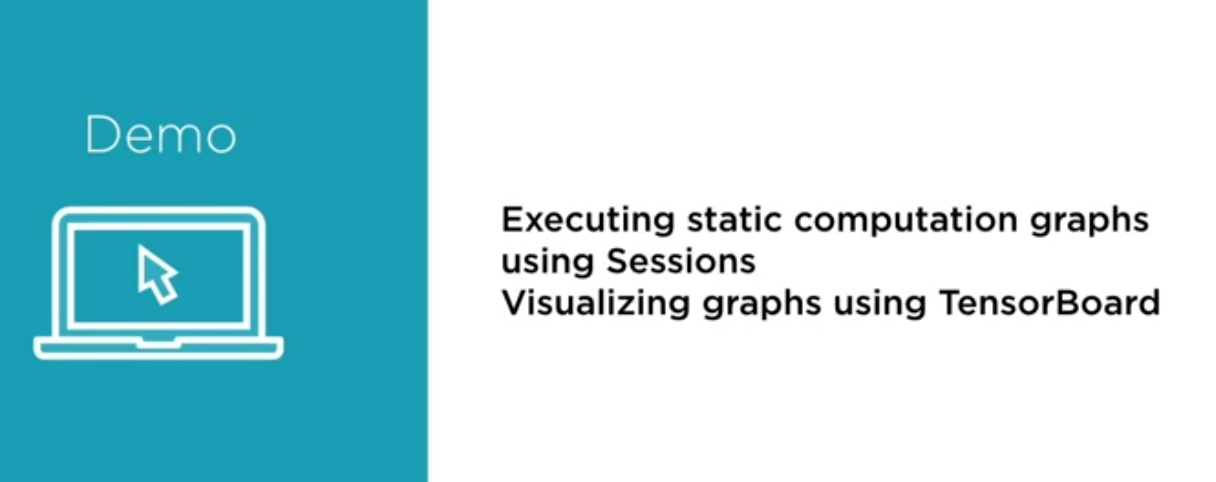 Demo
Executing static computation graphs
using Sessions
Visualizing graphs using TensorBoard